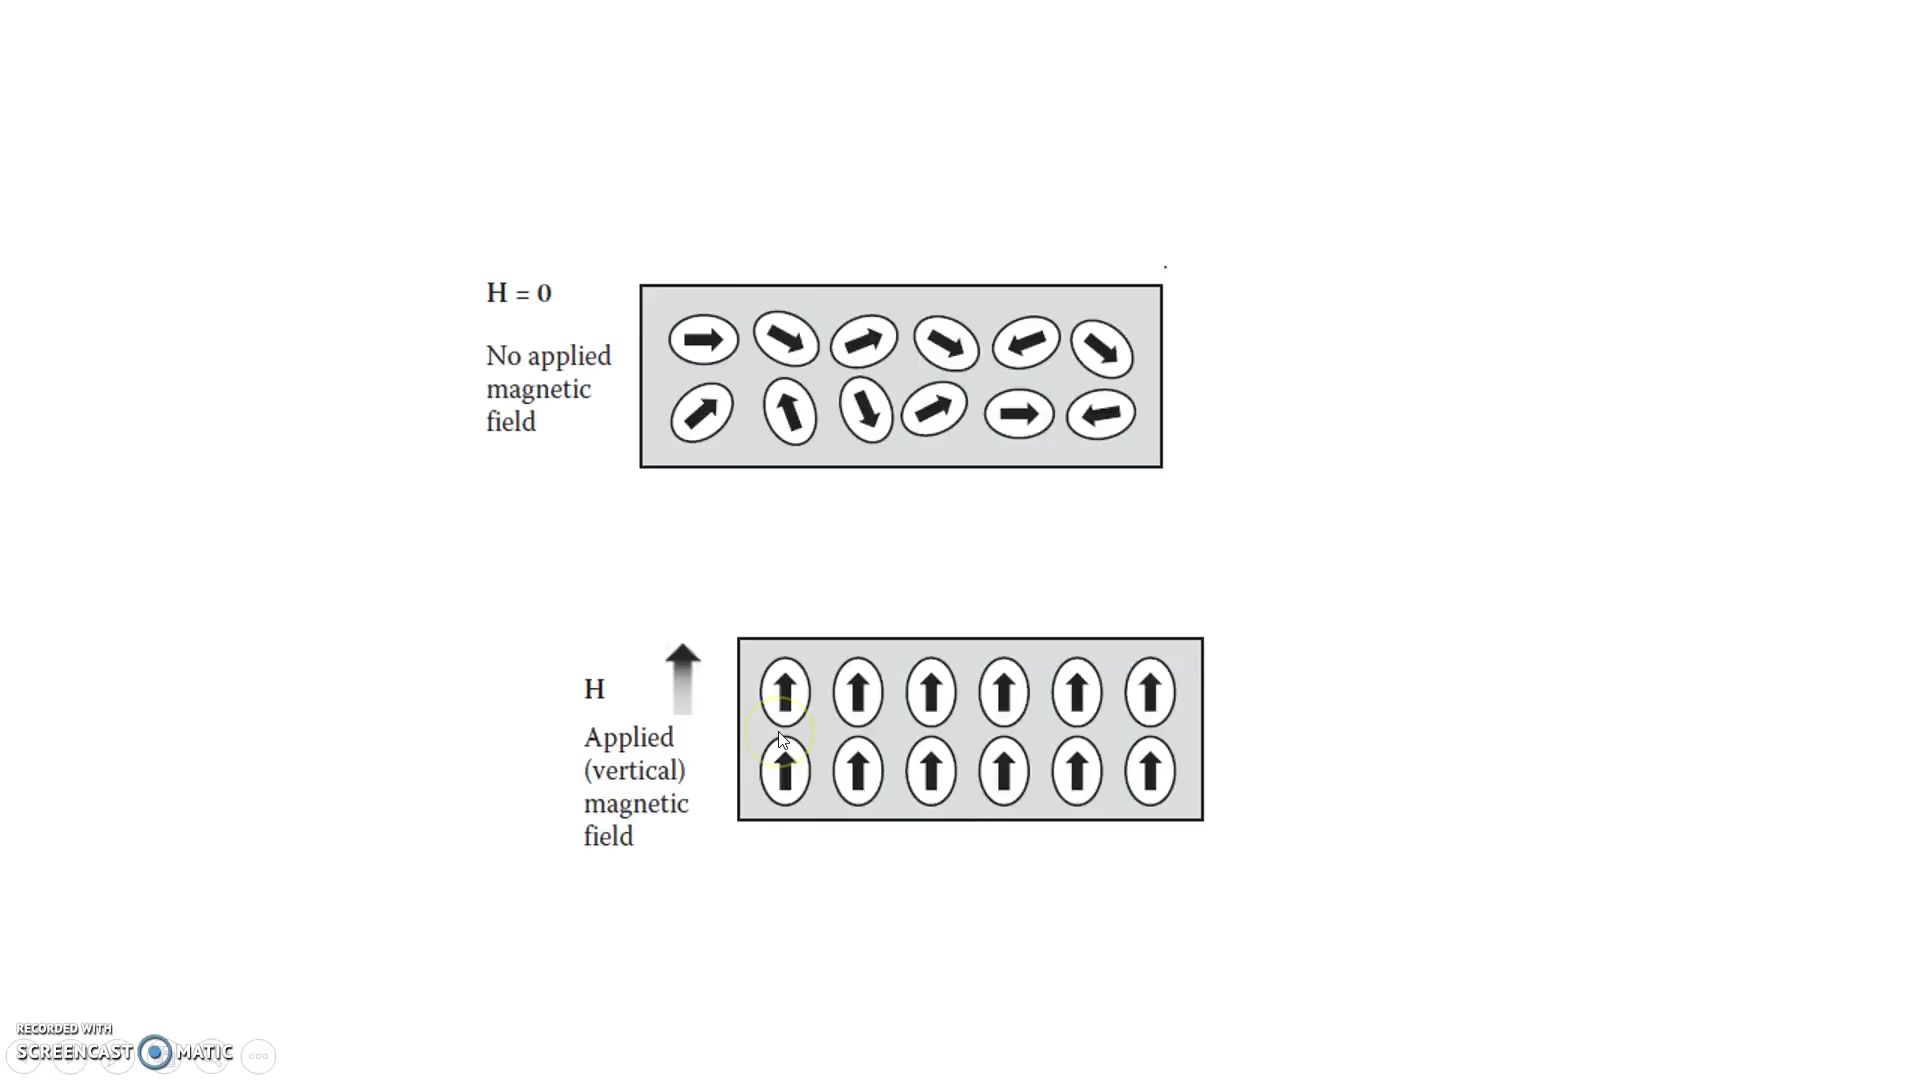 H = 0
No applied
magnetic
field
H
Applied
(vertical)
magnetic
field
RECORDED WITH
SCREENCAST MATIC